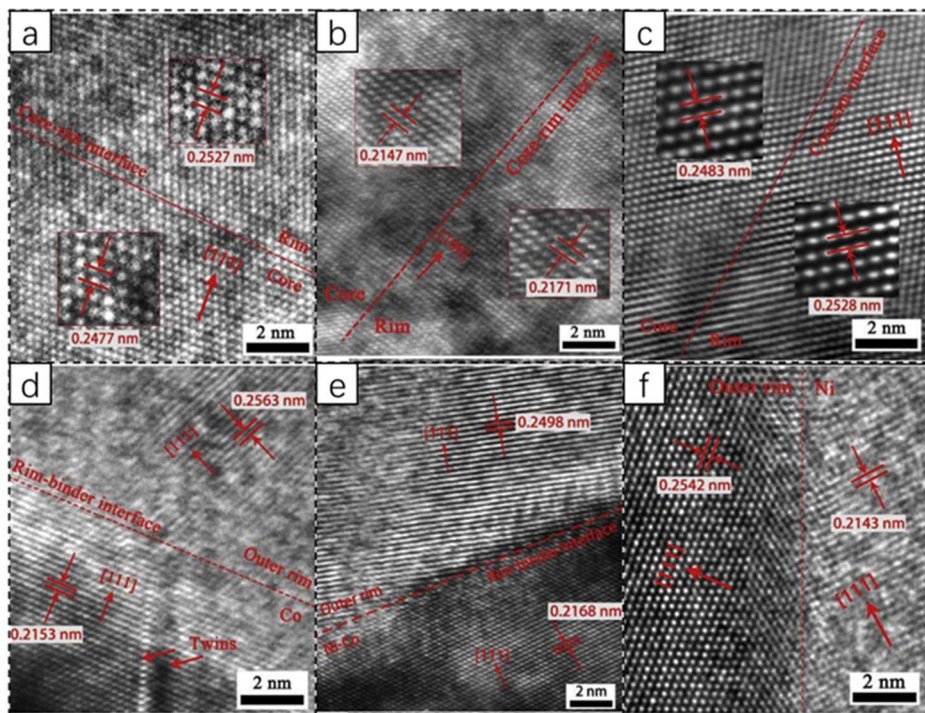 a
0.2527 nm
Core-rim interface
0.2477 nm
[111]
Rim
Core
2 nm
b
0.2147 nm
Core-rim interface
0.2171 nm
Core
Rim
2 nm
c
0.2483 nm
Core-rim interface
[111]
0.2528 nm
Core
Rim
2 nm
d
0.2563 nm
[111]
Rim-binder interface
Outer rim
Co
[111]
0.2153 nm
Twins
2 nm
e
0.2498 nm
[111]
Rim-binder-interface
Outer rim
Ni-Co
0.2168 nm
[111]
2 nm
f
Outer rim
Ni
0.2542 nm
0.2143 nm
[111]
[111]
2 nm